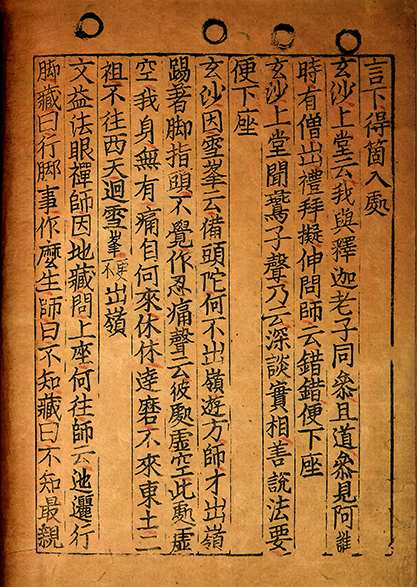 言下得箇入處
玄沙上堂云我與釋迦老子同叅且道叅見阿誰
時有僧出禮拜擬伸問師云錯錯便下座
玄沙上堂聞鷰子聲乃云深談實相善說法要
便下座
玄沙因雪峯云俻頭陀何不出嶺遊方師才出嶺
踢著脚指頭不覺作忍痛聲云彼處虛空此處虛
空我身無有痛自何來休休達磨不來東土二
祖不往西天迴雪峯更不出嶺
文益法眼禪師因地藏問上座何往師云迆邐行
脚藏曰行脚事作麽生師曰不知藏曰不知最親